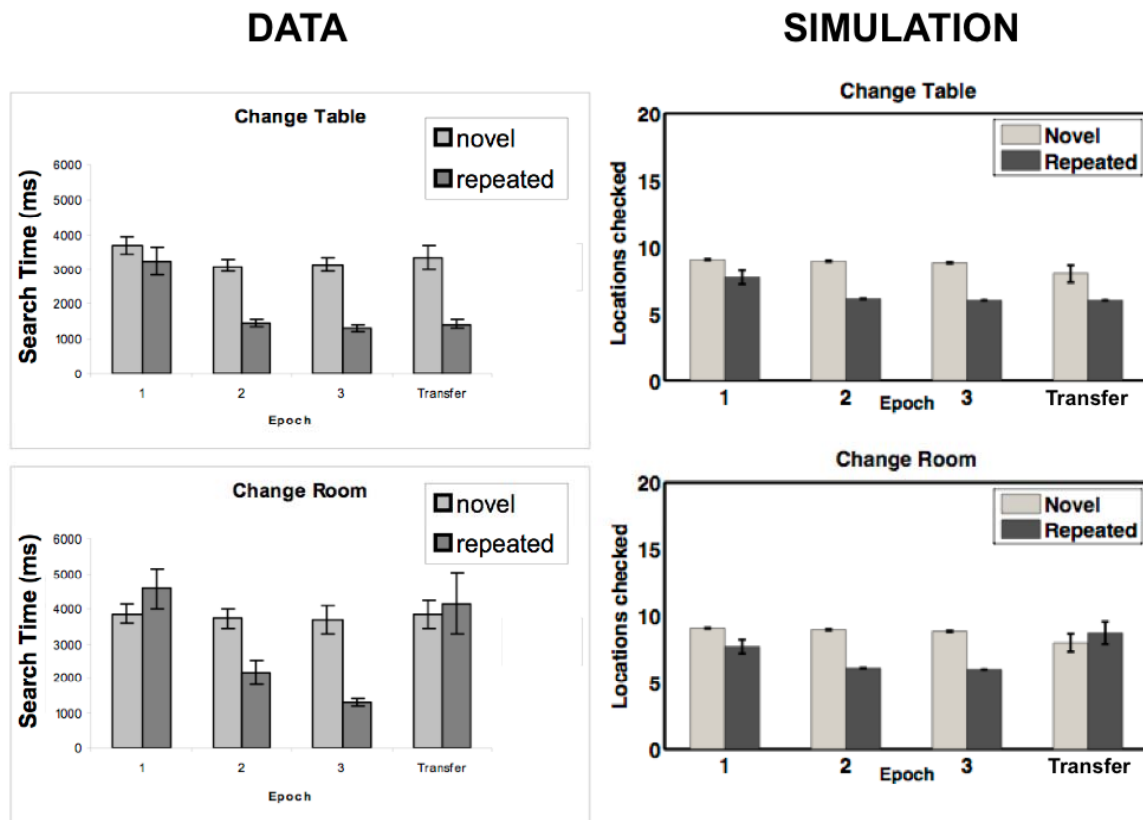 DATA
SIMULATION
Change Table
novel
repeated
Search Time (ms)
6000
5000
4000
3000
2000
1000
0
1 2 3 Transfer
Epoch
Change Table
Novel
Repeated
Locations checked
20
15
10
5
0
1 2 Epoch 3 Transfer
Change Room
novel
repeated
Search Time (ms)
6000
5000
4000
3000
2000
1000
0
1 2 3 Transfer
Epoch
Change Room
Novel
Repeated
Locations checked
20
15
10
5
0
1 2 Epoch 3 Transfer